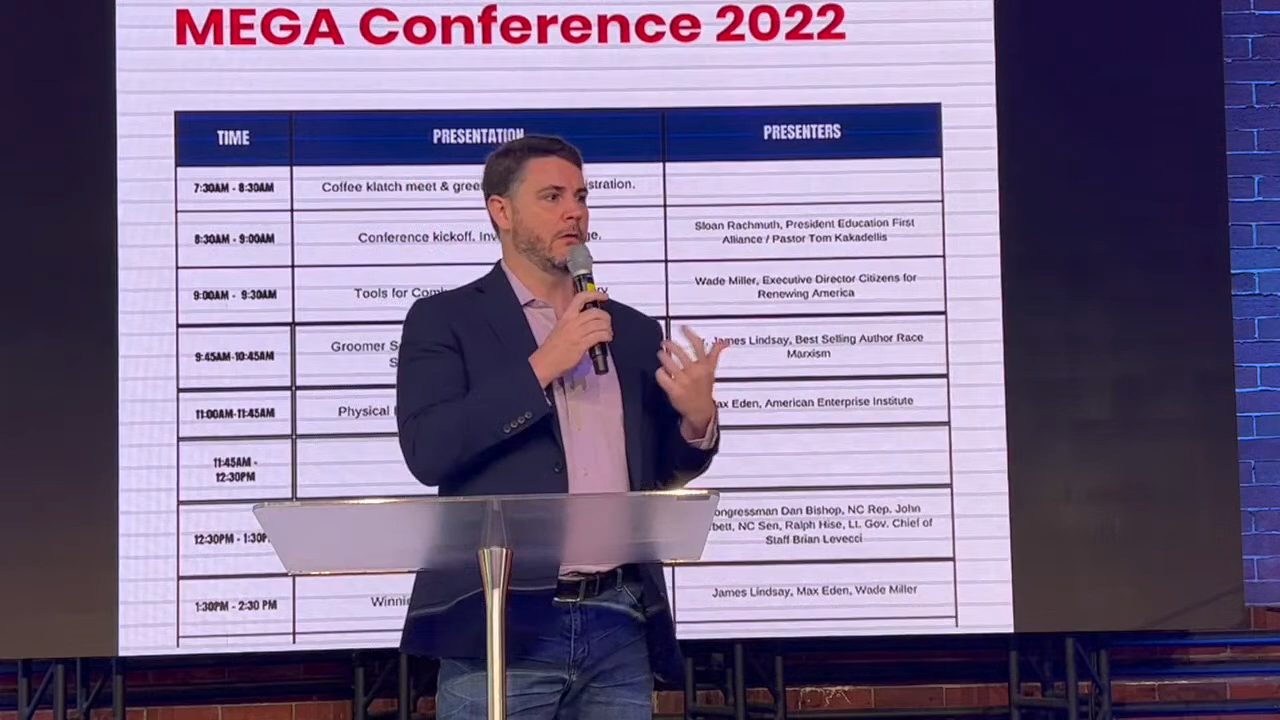 MEGA Conference 2022
TIME PRESENTATION PRESENTERS
7:30AM - 8:30AM Coffee klatch meet & stration.
8:30AM - 9:00AM Conference kickoff. Sloan Rachmuth, President Education First
Alliance / Pastor Tom Kakadellis
9:00AM - 9:30AM Tools for Wade Miller, Executive Director Citizens for
Renewing America
9:45AM-10:45AM Groomer James Lindsay, Best Selling Author Race
Marxism
11:00AM-11:45AM Physical Max Eden, American Enterprise Institute
11:45AM -
12:30PM
12:30PM - 1:30P ongressman Dan Bishop, NC Rep. John
bett, NC Sen, Ralph Hise, Lt. Gov. Chief of
Staff Brian Levecci
1:30PM - 2:30 PM James Lindsay, Max Eden, Wade Miller